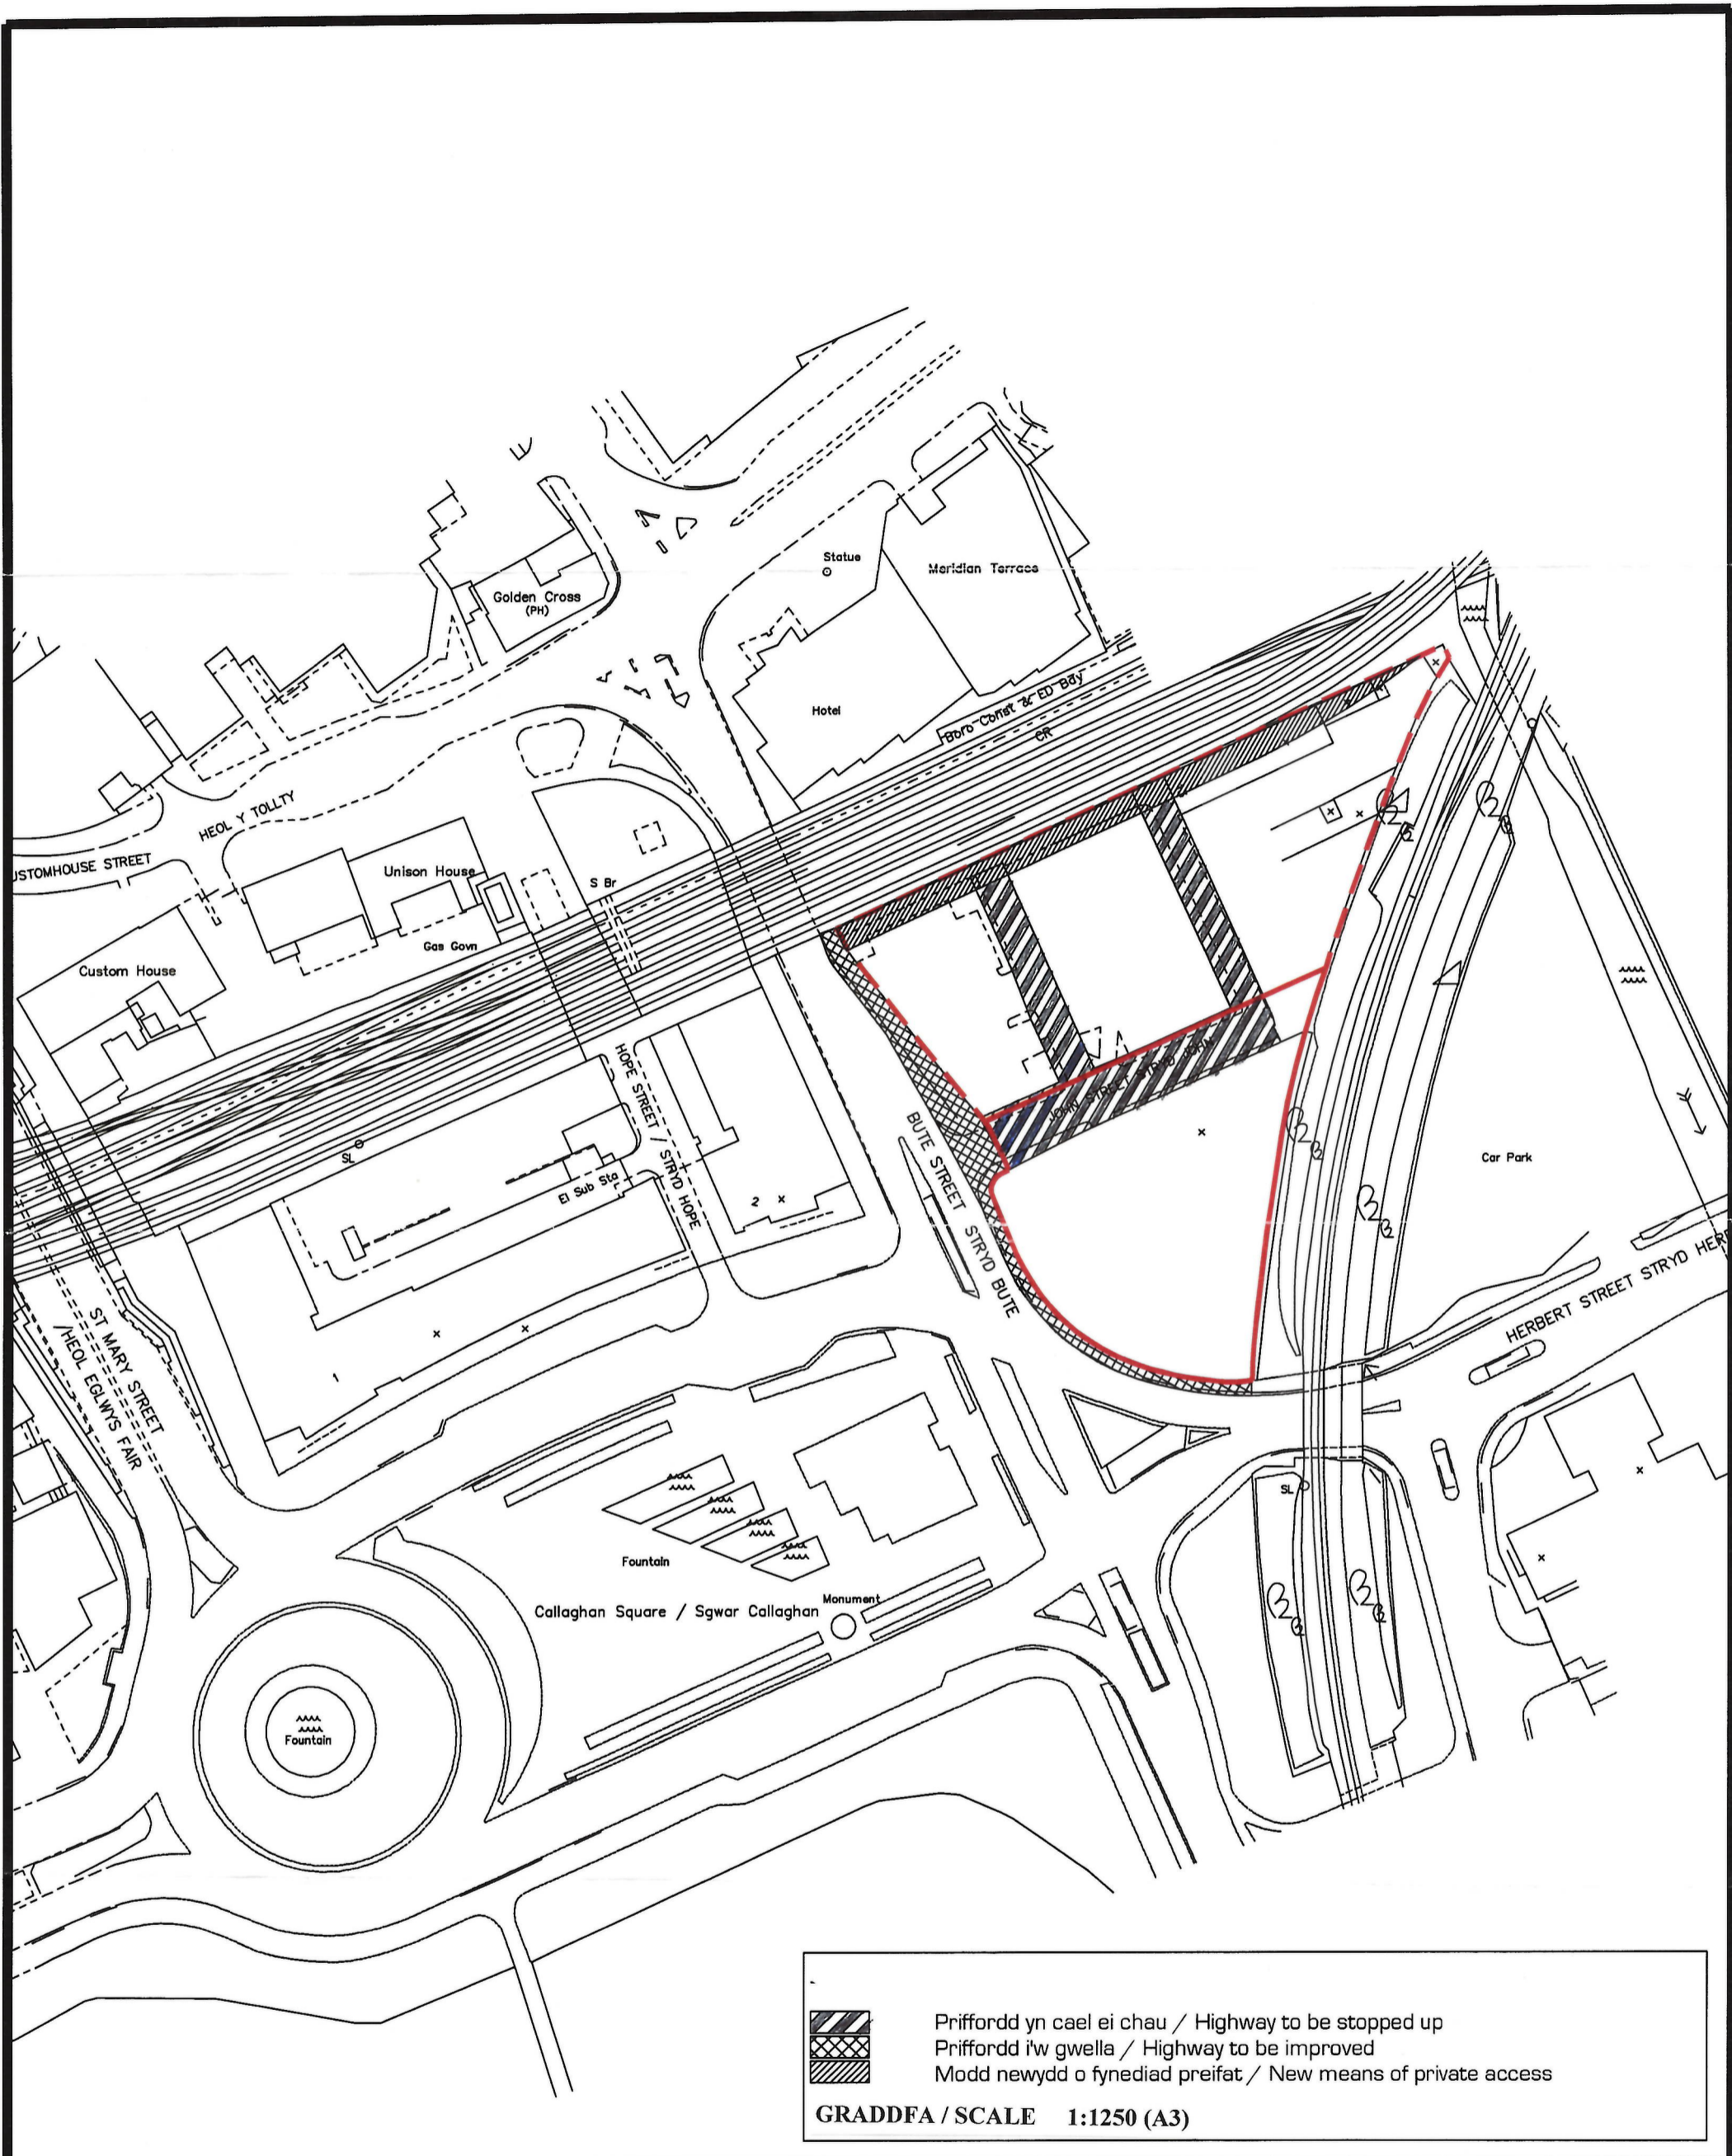 Statue
Meridian Terrace
Golden Cross
(PH)
Hotel
Boro Const & ED Bdy
CR
HEOL Y TOLLTY
USTOMHOUSE STREET
Unison House
S Br
Gas Govn
Custom House
HOPE STREET / STRYD HOPE
JOHN STREET STRYD JOHN
BUTE STREET STRYD BUTE
SL
El Sub Sta
2
Car Park
1
ST MARY STREET
/HEOL EGLWYS FAIR
HERBERT STREET STRYD HER
SL
Fountain
Callaghan Square / Sgwar Callaghan
Monument
Fountain
Priffordd yn cael ei chau / Highway to be stopped up
Priffordd i'w gwella / Highway to be improved
Modd newydd o fynediad preifat / New means of private access
GRADDFA / SCALE 1:1250 (A3)